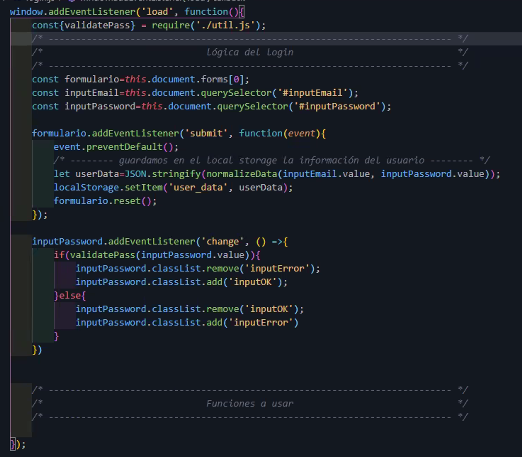 window.addEventListener('load', function(){
const{validatePass} = require('./util.js');
/* ---------------------------------------------------------------------- */
/* lógica del Login */
/* ---------------------------------------------------------------------- */
const formulario=this.document.forms[0];
const inputEmail=this.document.querySelector('#inputEmail');
const inputPassword=this.document.querySelector('#inputPassword');
formulario.addEventListener('submit', function(event){
event.preventDefault();
/* -------- guardamos en el local storage la información del usuario -------- */
let userData=JSON.stringify(normalizeData(inputEmail.value, inputPassword.value));
localStorage.setItem('user_data', userData);
formulario.reset();
});
inputPassword.addEventListener('change', () =>{
if(validatePass(inputPassword.value)){
inputPassword.classList.remove('inputError');
inputPassword.classList.add('inputOK');
}else{
inputPassword.classList.remove('inputOK');
inputPassword.classList.add('inputError')
}
})
/* ---------------------------------------------------------------------- */
/* Funciones a usar */
/* ---------------------------------------------------------------------- */
});